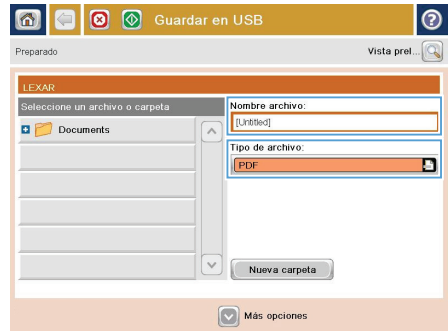 Guardar en USB
Preparado
Vista prel...
LEXAR
Seleccione un archivo o carpeta
Nombre archivo:
Documents
[Untitled]
Tipo de archivo:
PDF
Nueva carpeta
Más opciones